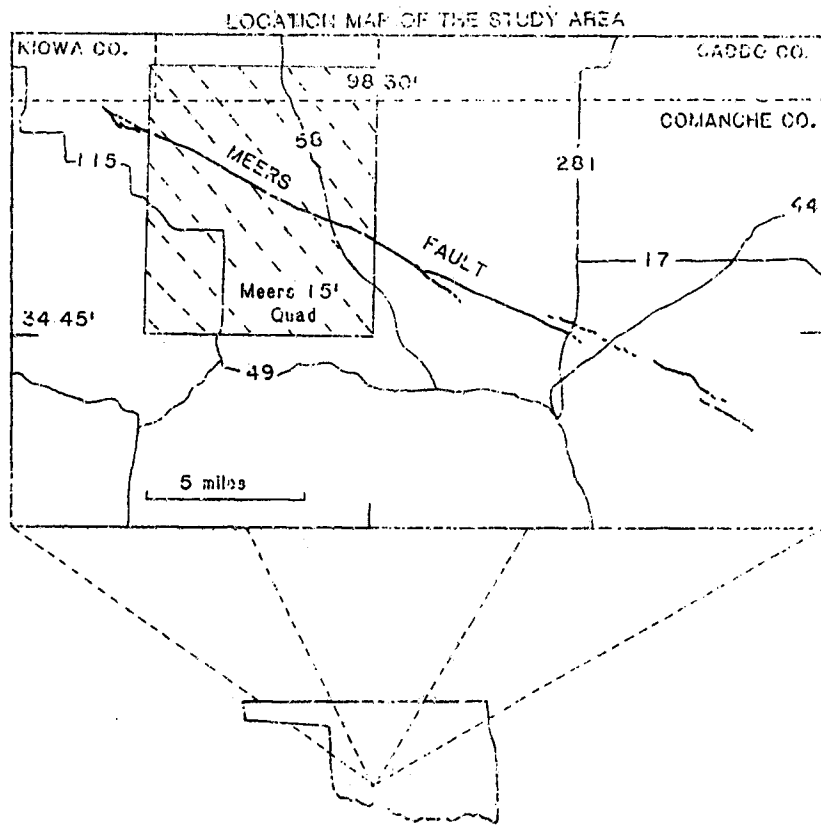 LOCATION MAP OF THE STUDY AREA
KIOWA CO.
CADDO CO.
98 30'
COMANCHE CO.
58
115
MEERS
281
44
FAULT
17
Meers 15'
Quad
34 45'
49
5 miles